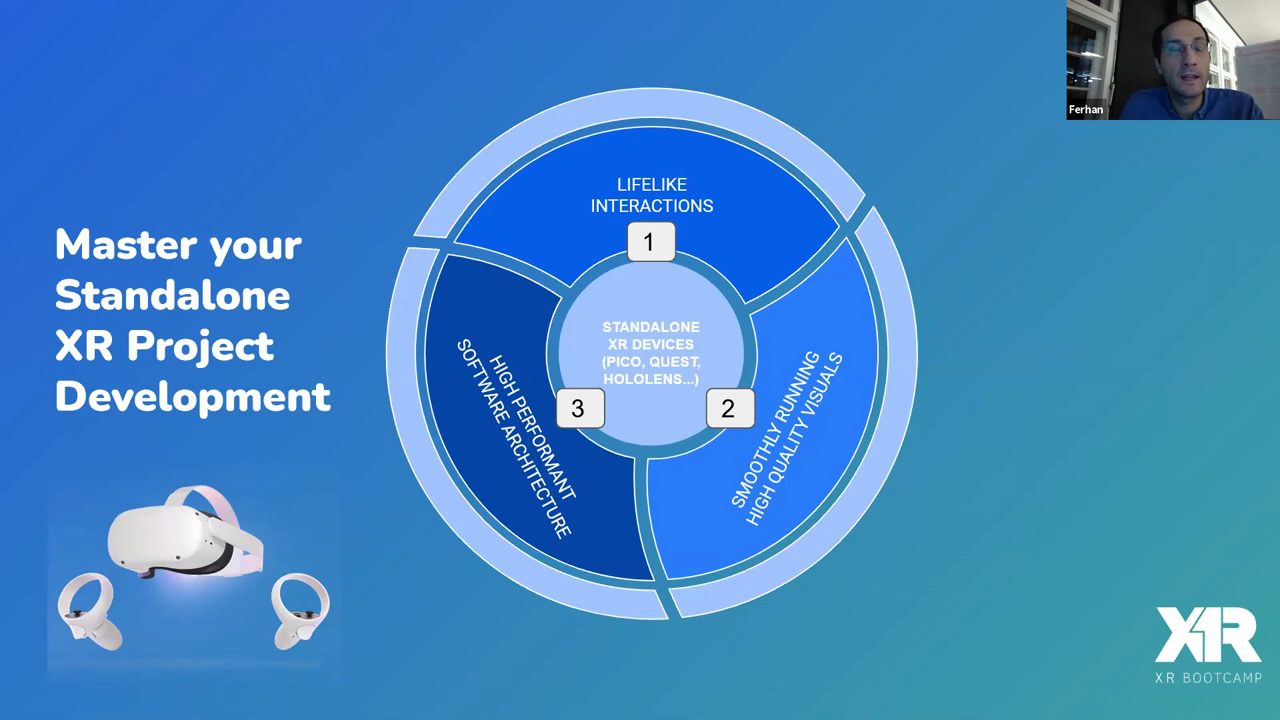 Ferhan
Master your
Standalone
XR Project
Development
LIFELIKE
INTERACTIONS
1
STANDALONE
XR DEVICES
(PICO, QUEST,
HOLOLENS...)
2
SMOOTHLY RUNNING
HIGH QUALITY VISUALS
3
HIGH PERFORMANT
SOFTWARE ARCHITECTURE
XR
XR BOOTCAMP